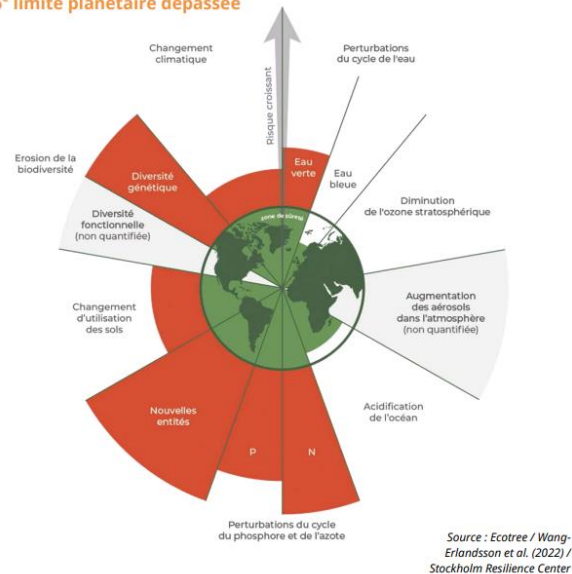 limite planétaire dépassée
Changement
climatique
Risque croissant
Perturbations
du cycle de l'eau
Eau
verte
Eau
bleue
Erosion de la
biodiversité
Diversité
génétique
Diversité
fonctionnelle
(non quantifiée)
zone de sûreté
Diminution
de l'ozone stratosphérique
Augmentation
des aérosols
dans l'atmosphère
(non quantifiée)
Changement
d'utilisation
des sols
Nouvelles
entités
P
N
Acidification
de l'océan
Perturbations du cycle
du phosphore et de l'azote
Source : Ecotree / Wang-
Erlandsson et al. (2022) /
Stockholm Resilience Center